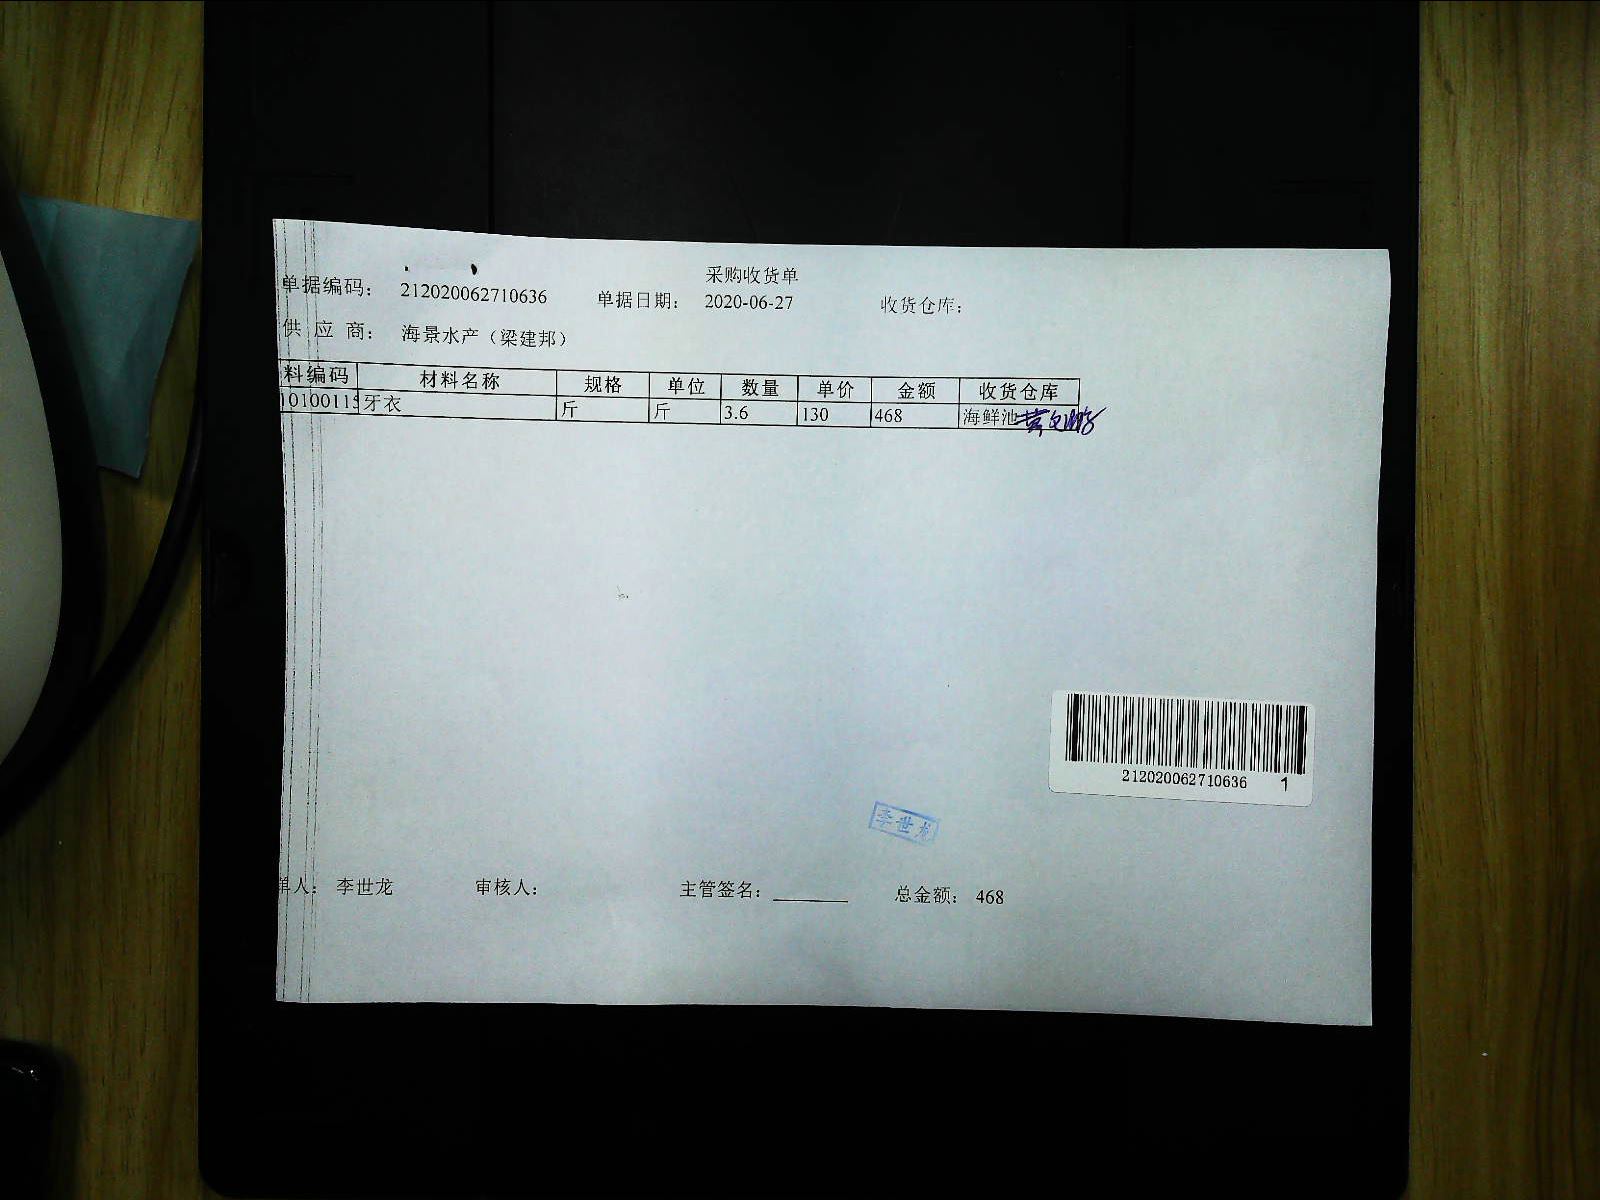 采购收货单
单据编码： 212020062710636 单据日期： 2020-06-27 收货仓库：
供 应 商： 海景水产（梁建邦）
料编码 材料名称 规格 单位 数量 单价 金额 收货仓库
1010011 牙衣 斤 斤 3.6 130 468 海鲜池
212020062710636 1
李世龙
单人： 李世龙 审核人： 主管签名： 总金额： 468